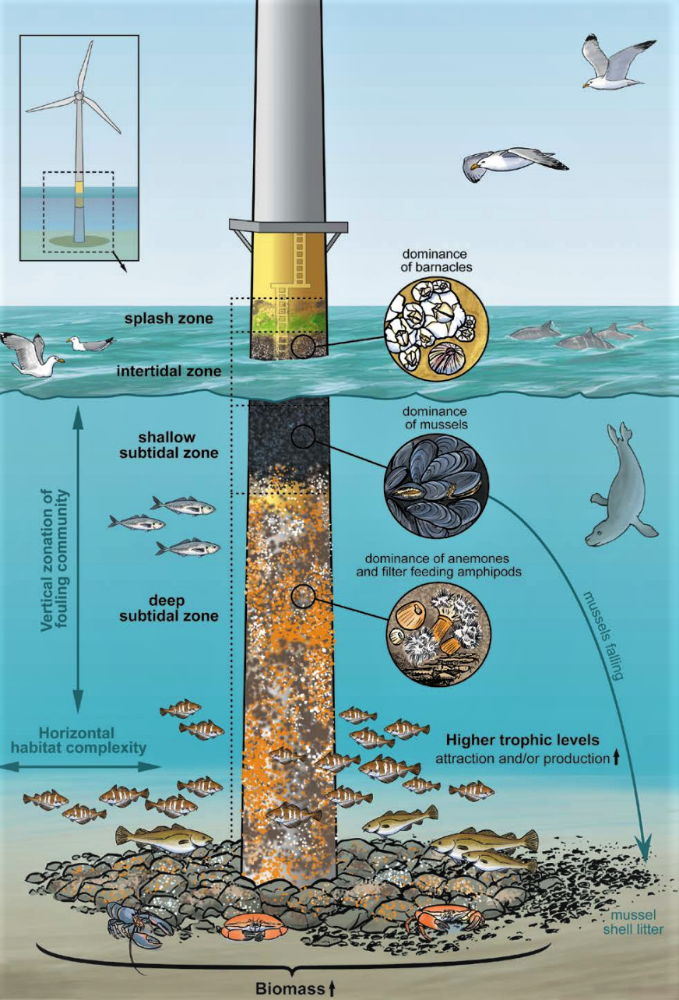 dominance
of barnacles
splash zone
intertidal zone
dominance
of mussels
shallow
subtidal zone
Vertical zonation of
fouling community
dominance of anemones
and filter feeding amphipods
deep
subtidal zone
mussels falling
Horizontal
habitat complexity
Higher trophic levels
attraction and/or production ⬆
mussel
shell litter
Biomass ⬆